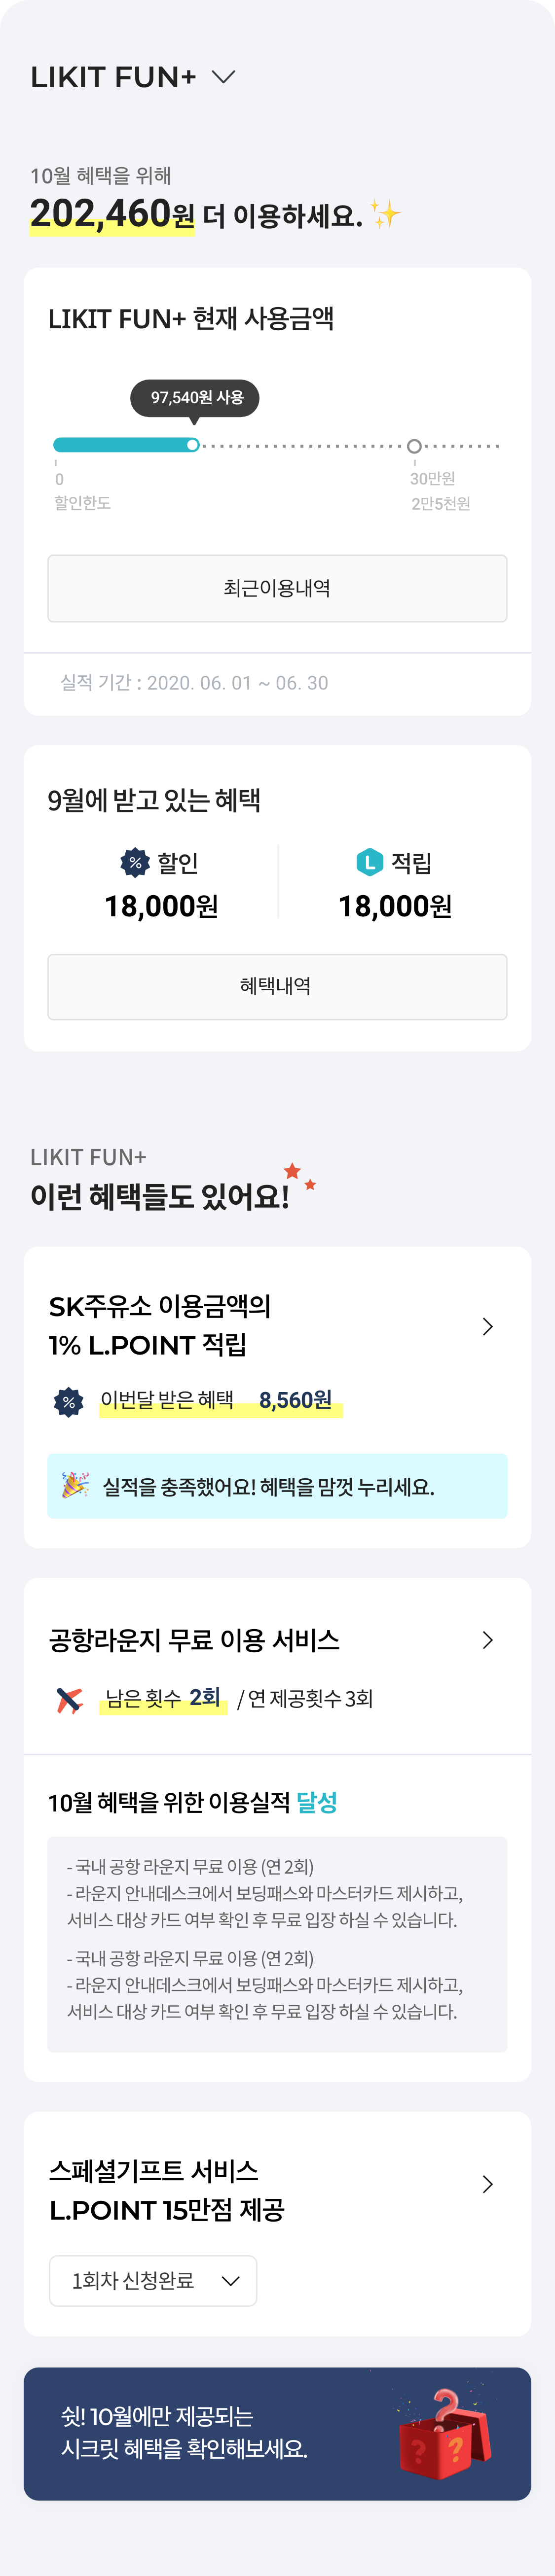 LIKIT FUN+
10월 혜택을 위해
202,460원 더 이용하세요.
LIKIT FUN+ 현재 사용금액
97,540원 사용
0 30만원
할인한도 2만5천원
최근이용내역
실적 기간 : 2020. 06. 01 ~ 06. 30
9월에 받고 있는 혜택
% 할인 L 적립
18,000원 18,000원
혜택내역
LIKIT FUN+
이런 혜택들도 있어요!
SK주유소 이용금액의
1% L.POINT 적립
% 이번달 받은 혜택 8,560원
실적을 충족했어요! 혜택을 맘껏 누리세요.
공항라운지 무료 이용 서비스
남은 횟수 2회 / 연 제공횟수 3회
10월 혜택을 위한 이용실적 달성
- 국내 공항 라운지 무료 이용 (연 2회)
- 라운지 안내데스크에서 보딩패스와 마스터카드 제시하고,
서비스 대상 카드 여부 확인 후 무료 입장 하실 수 있습니다.
- 국내 공항 라운지 무료 이용 (연 2회)
- 라운지 안내데스크에서 보딩패스와 마스터카드 제시하고,
서비스 대상 카드 여부 확인 후 무료 입장 하실 수 있습니다.
스페셜기프트 서비스
L.POINT 15만점 제공
1회차 신청완료
쉿! 10월에만 제공되는
시크릿 혜택을 확인해보세요.
?
? ?